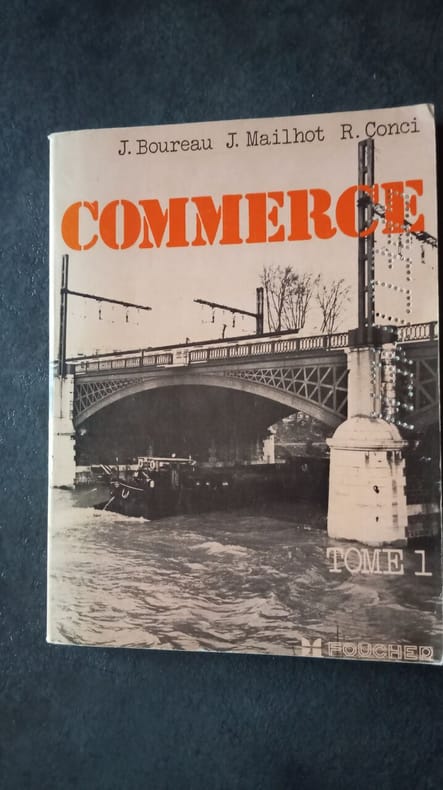 J. Boureau J. Mailhot R. Conci
COMMERCE
TOME 1
FOUCHER